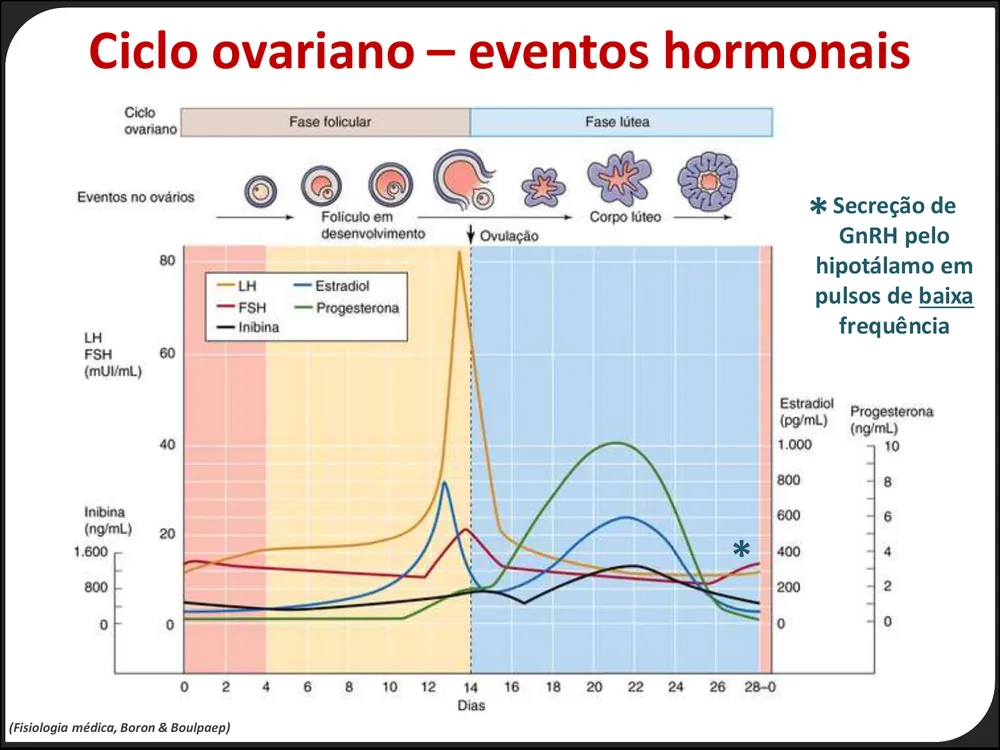 Ciclo ovariano – eventos hormonais
Ciclo
ovariano
Fase folicular
Fase lútea
Eventos no ovários
Folículo em
desenvolvimento
Corpo lúteo
Ovulação
* Secreção de
GnRH pelo
hipotálamo em
pulsos de baixa
frequência
LH
FSH
Inibina
Estradiol
Progesterona
LH
FSH
(mUI/mL)
80
60
40
20
0
Inibina
(ng/mL)
1.600
800
0
Estradiol
(pg/mL)
1.000
800
600
400
200
0
Progesterona
(ng/mL)
10
8
6
4
2
0
*
0 2 4 6 8 10 12 14 16 18 20 22 24 26 28–0
Dias
(Fisiologia médica, Boron & Boulpaep)